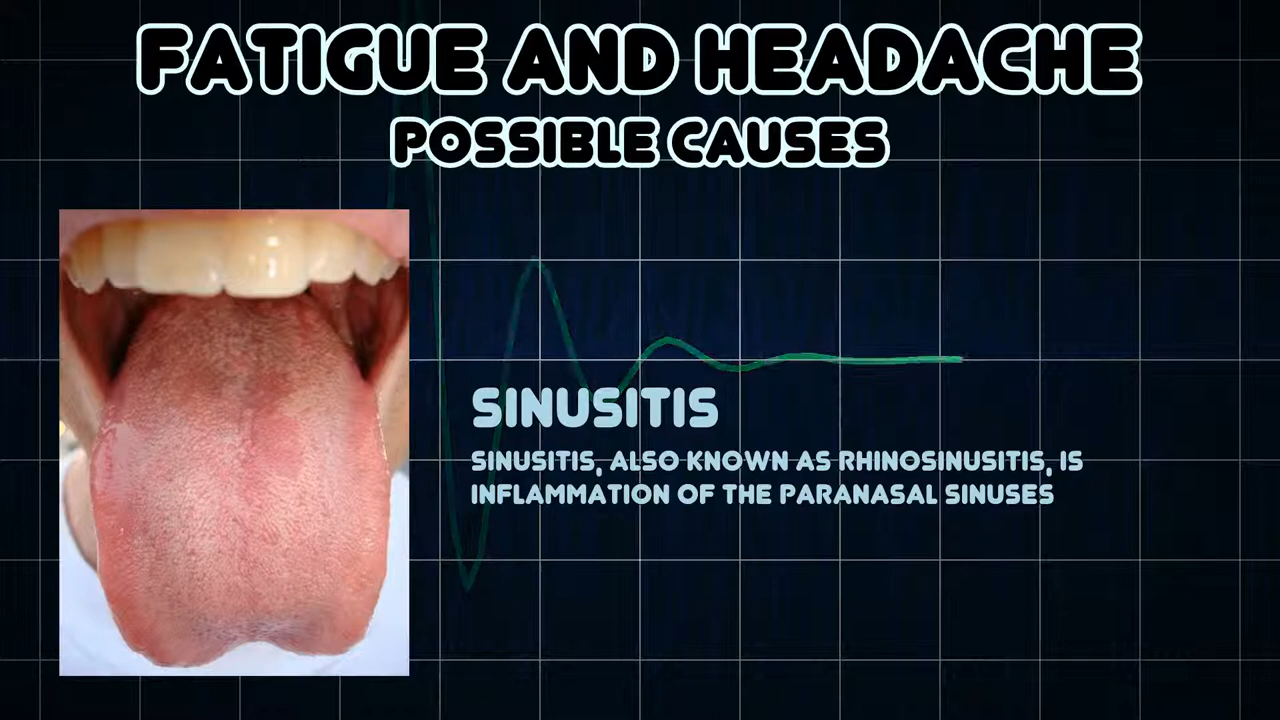 FATIGUE AND HEADACHE
POSSIBLE CAUSES
SINUSITIS
SINUSITIS, ALSO KNOWN AS RHINOSINUSITIS, IS
INFLAMMATION OF THE PARANASAL SINUSES